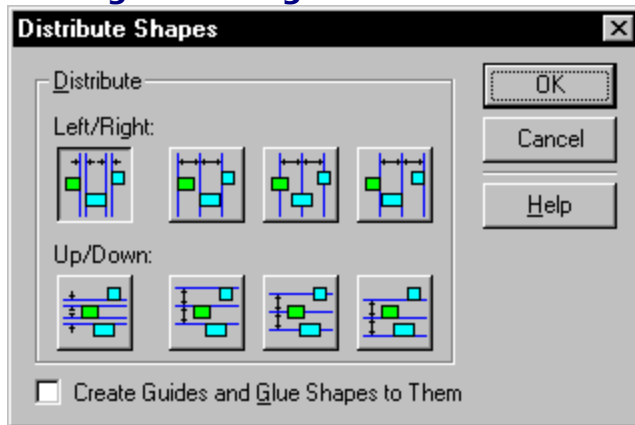 Distribute Shapes
Distribute
Left/Right:
Up/Down:
OK
Cancel
Help
Create Guides and Glue Shapes to Them